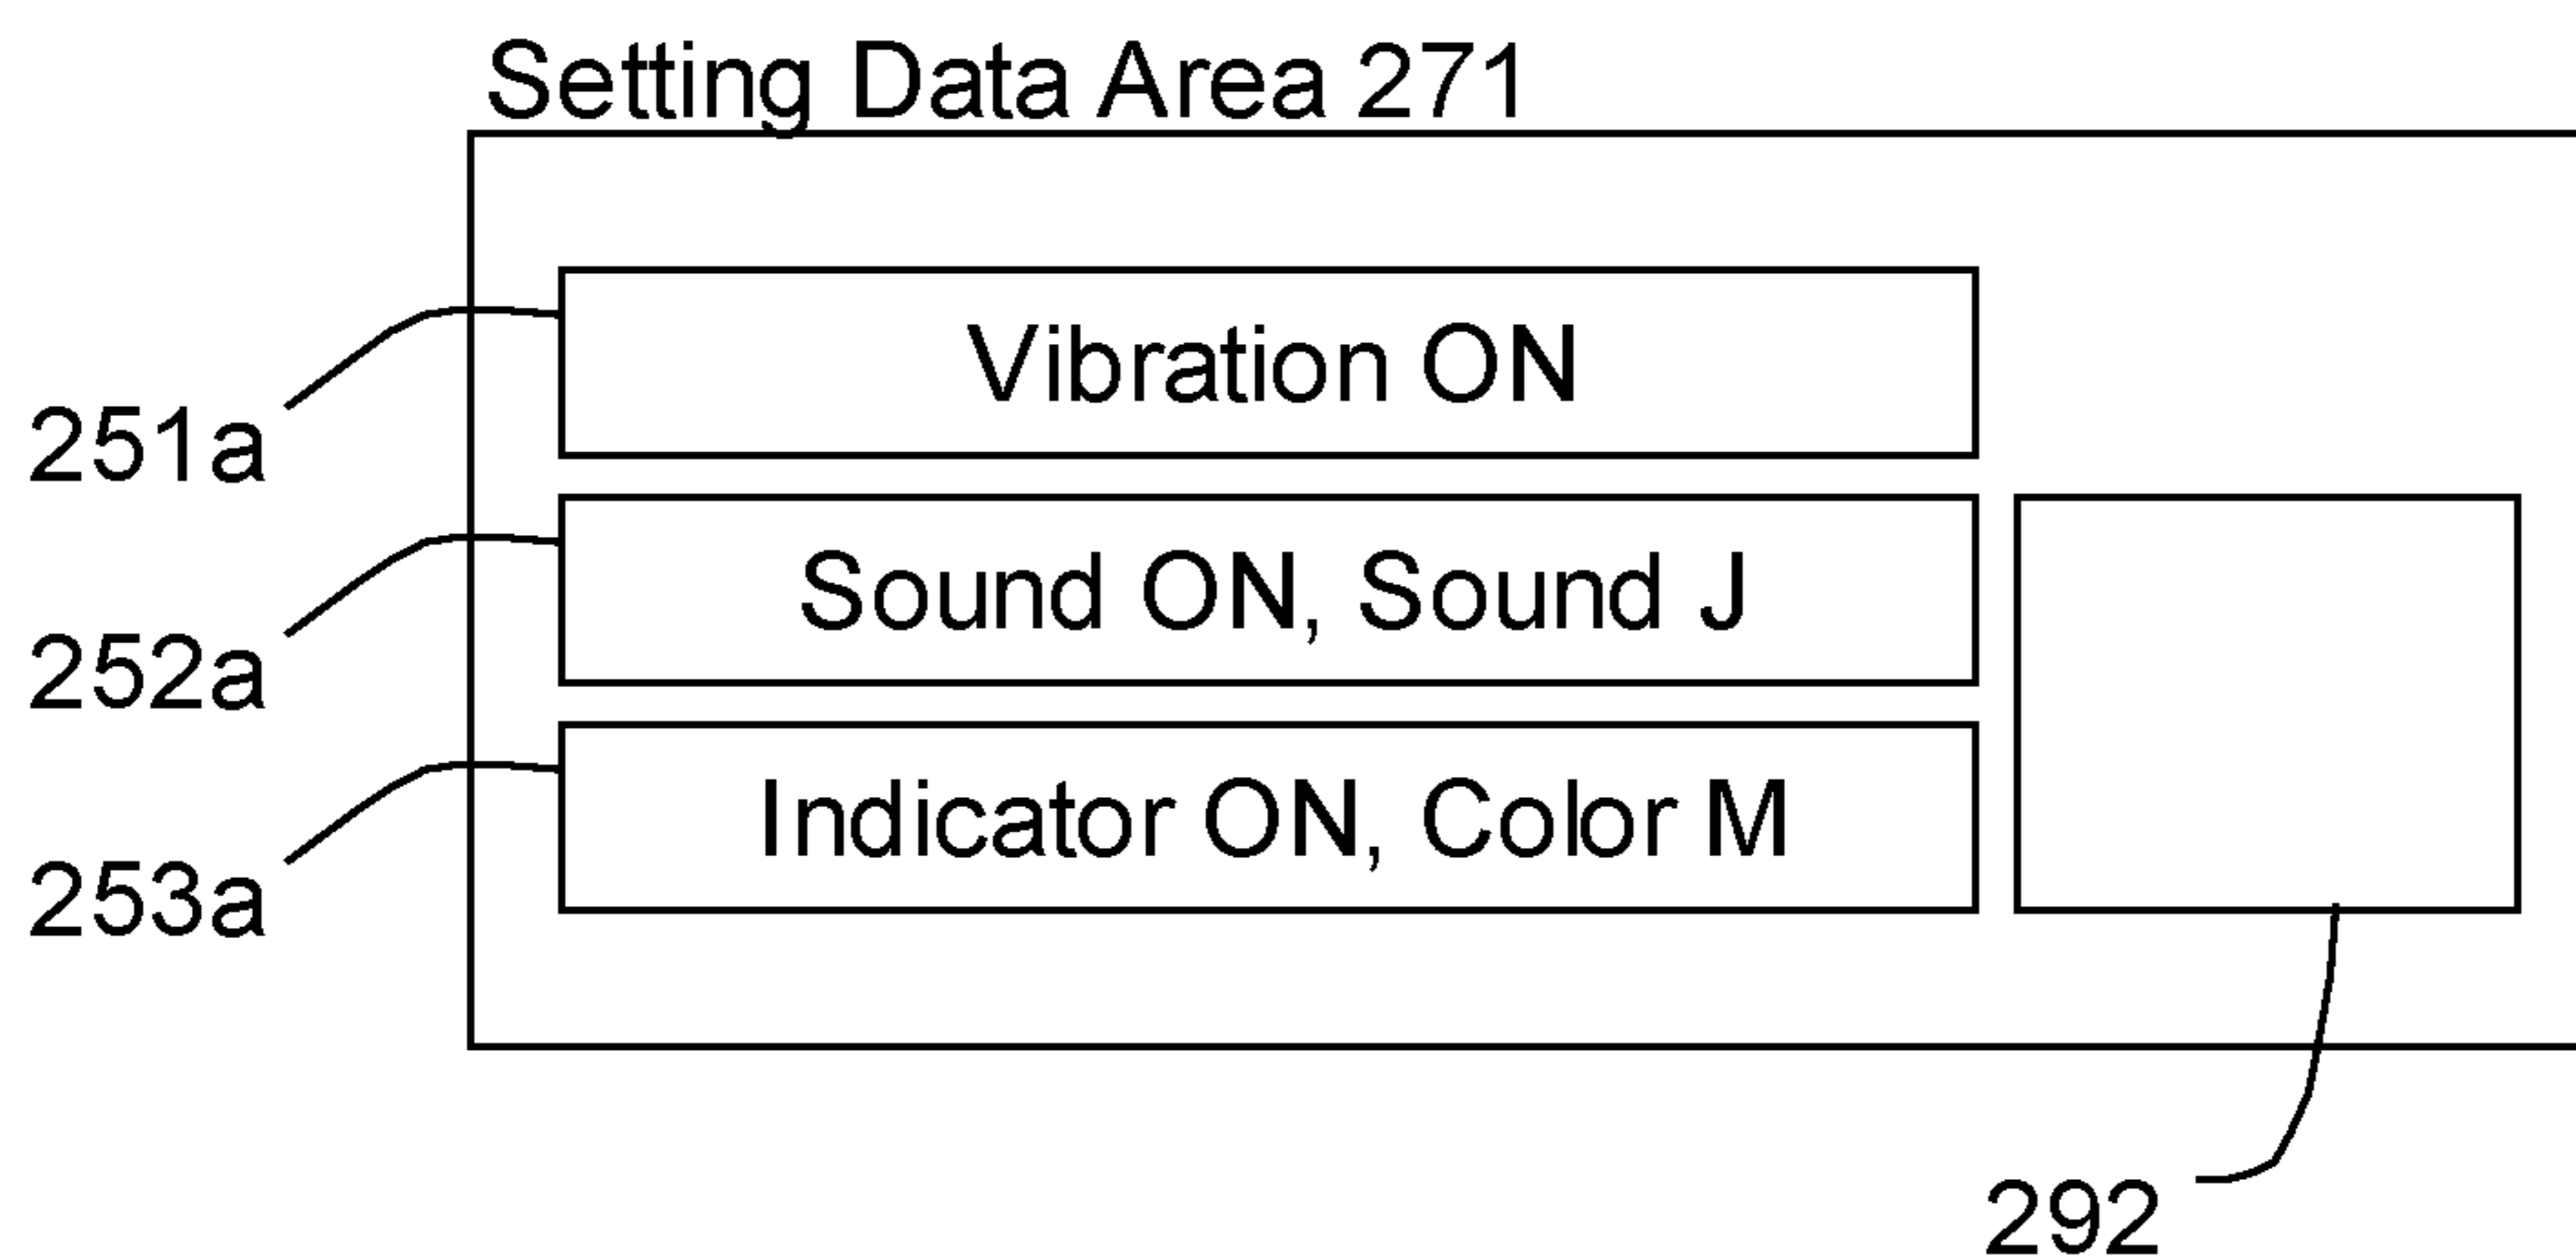 Setting Data Area 271
Vibration ON
251a
Sound ON, Sound J
252a
Indicator ON, Color M
253a
292